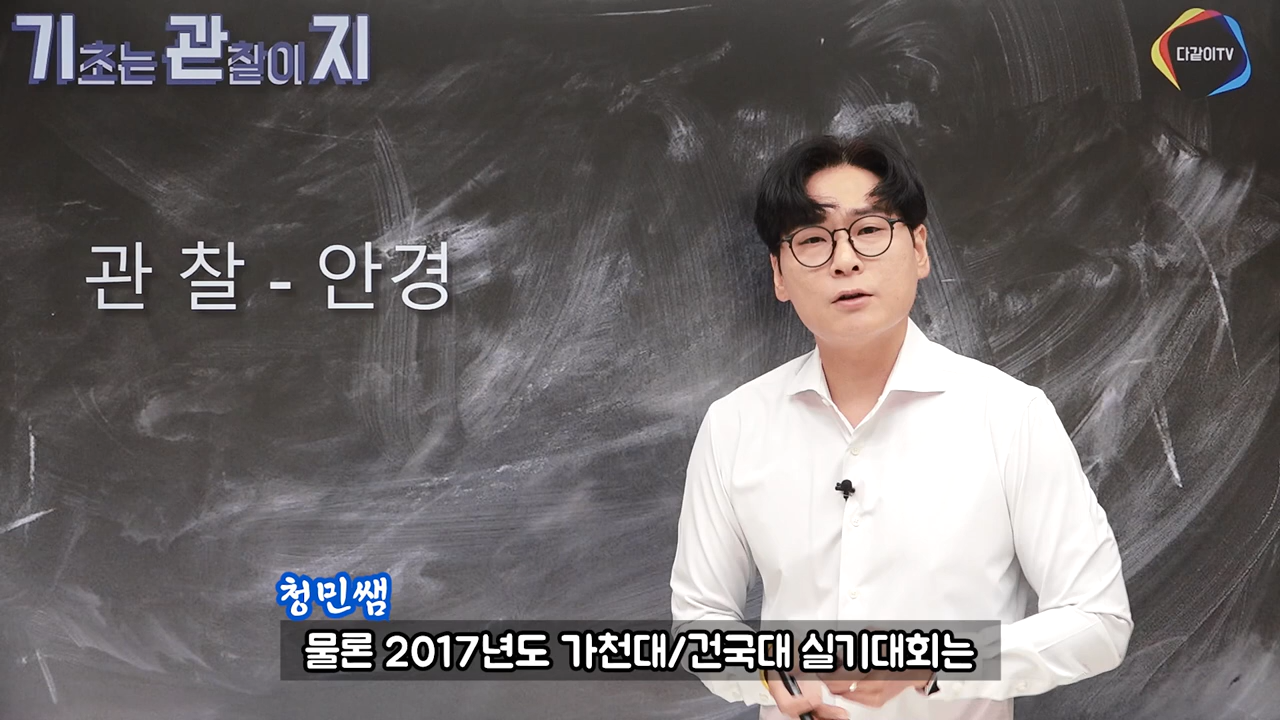 기초는 관찰이지
다같이TV
관 찰 - 안경
청민쌤
물론 2017년도 가천대/건국대 실기대회는